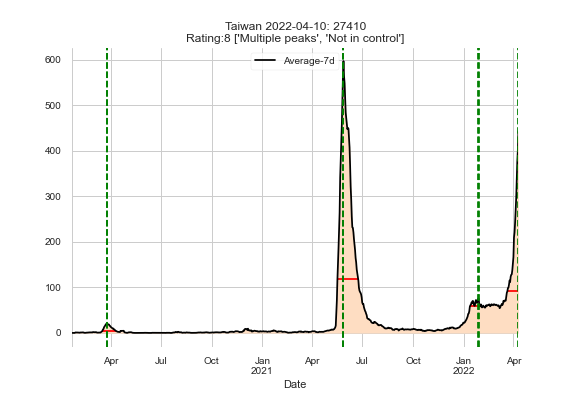 Taiwan 2022-04-10: 27410
Rating:8 ['Multiple peaks', 'Not in control']
Average-7d
600
500
400
300
200
100
0
Apr Jul Oct Jan Apr Jul Oct Jan Apr
2021 2022
Date